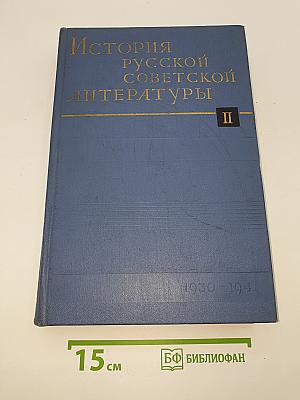 История
русской
советской
литературы
II
1930–1941
15 см
БФ БИБЛИОФАН